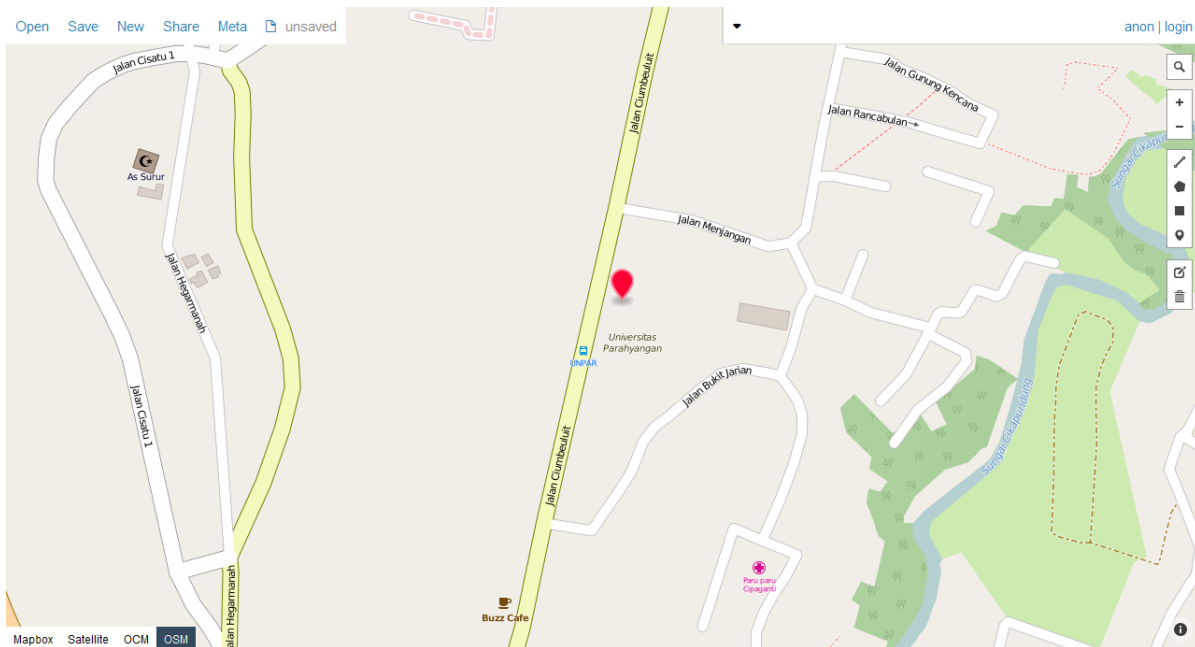 Open Save New Share Meta unsaved
anon | login
Jalan Cisatu 1
Jalan Ciumbeuluit
Jalan Gunung Kencana
Jalan Rancabulan
Sungai Cikapun
As Surur
Jalan Menjangan
Jalan Hegarmanah
Universitas
Parahyangan
UNPAR
Jalan Bukit Jarian
Jalan Cisatu 1
Sungai Cikapundung
Jalan Ciumbeuluit
Paru paru
Cipaganti
Jalan Hegarmanah
Buzz Cafe
Mapbox Satellite OCM OSM